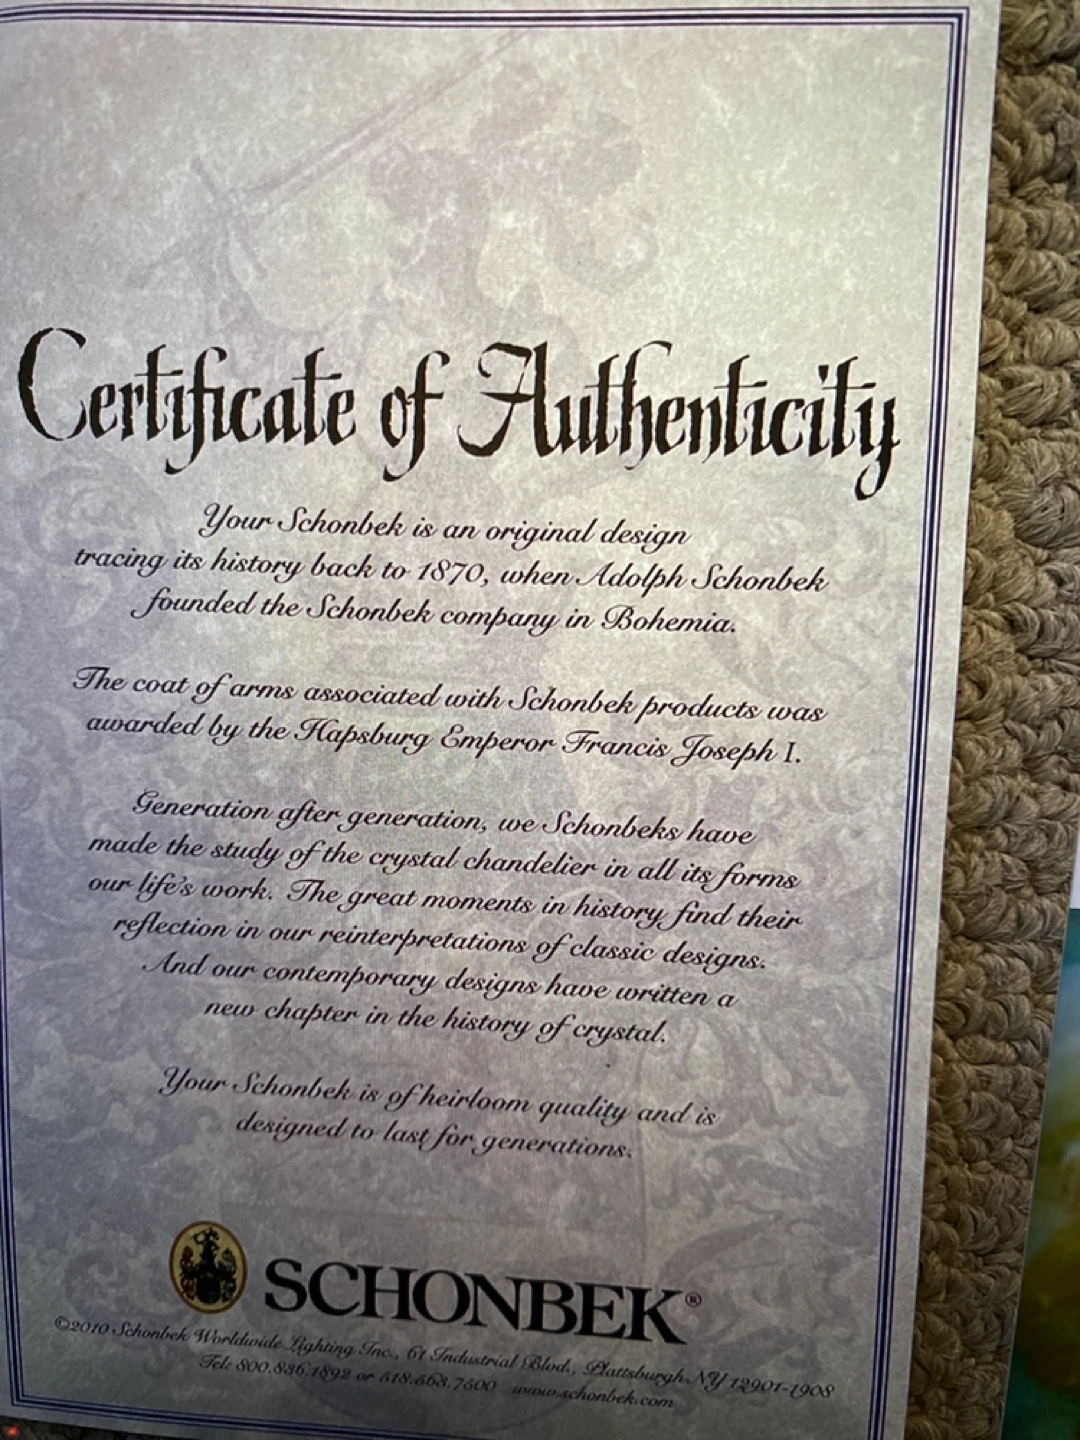 Certificate of Authenticity
Your Schonbek is an original design
tracing its history back to 1870, when Adolph Schonbek
founded the Schonbek company in Bohemia.
The coat of arms associated with Schonbek products was
awarded by the Hapsburg Emperor Francis Joseph I.
Generation after generation, we Schonbeks have
made the study of the crystal chandelier in all its forms
our life's work. The great moments in history find their
reflection in our reinterpretations of classic designs.
And our contemporary designs have written a
new chapter in the history of crystal.
Your Schonbek is of heirloom quality and is
designed to last for generations.
SCHONBEK®
©2010 Schonbek Worldwide Lighting Inc., 61 Industrial Blvd., Plattsburgh, NY 12901-1908
Tel: 800.836.1892 or 518.563.7500 www.schonbek.com